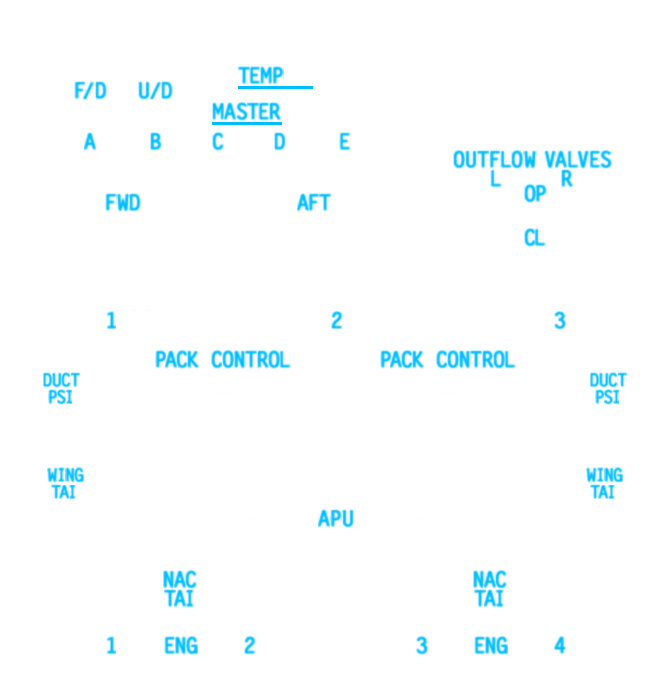 TEMP
F/D U/D
MASTER
A B C D E
OUTFLOW VALVES
L R
OP
FWD AFT
CL
1 2 3
PACK CONTROL PACK CONTROL
DUCT DUCT
PSI PSI
WING WING
TAI TAI
APU
NAC NAC
TAI TAI
1 ENG 2 3 ENG 4